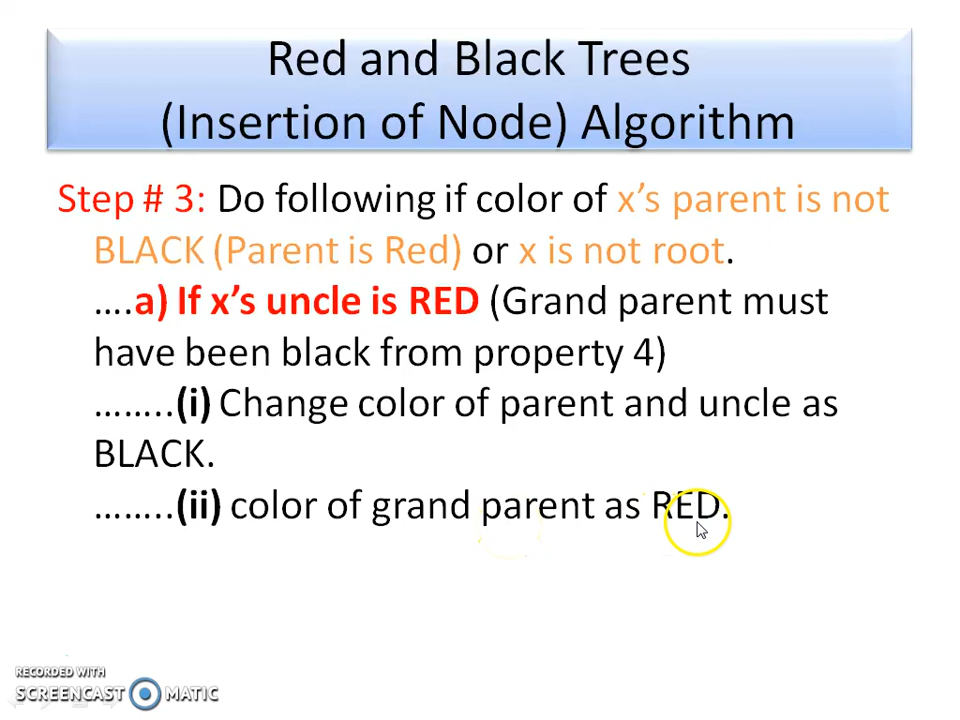 Red and Black Trees
(Insertion of Node) Algorithm
Step # 3: Do following if color of x’s parent is not
BLACK (Parent is Red) or x is not root.
….a) If x’s uncle is RED (Grand parent must
have been black from property 4)
……..(i) Change color of parent and uncle as
BLACK.
……..(ii) color of grand parent as RED.
RECORDED WITH
SCREENCAST MATIC